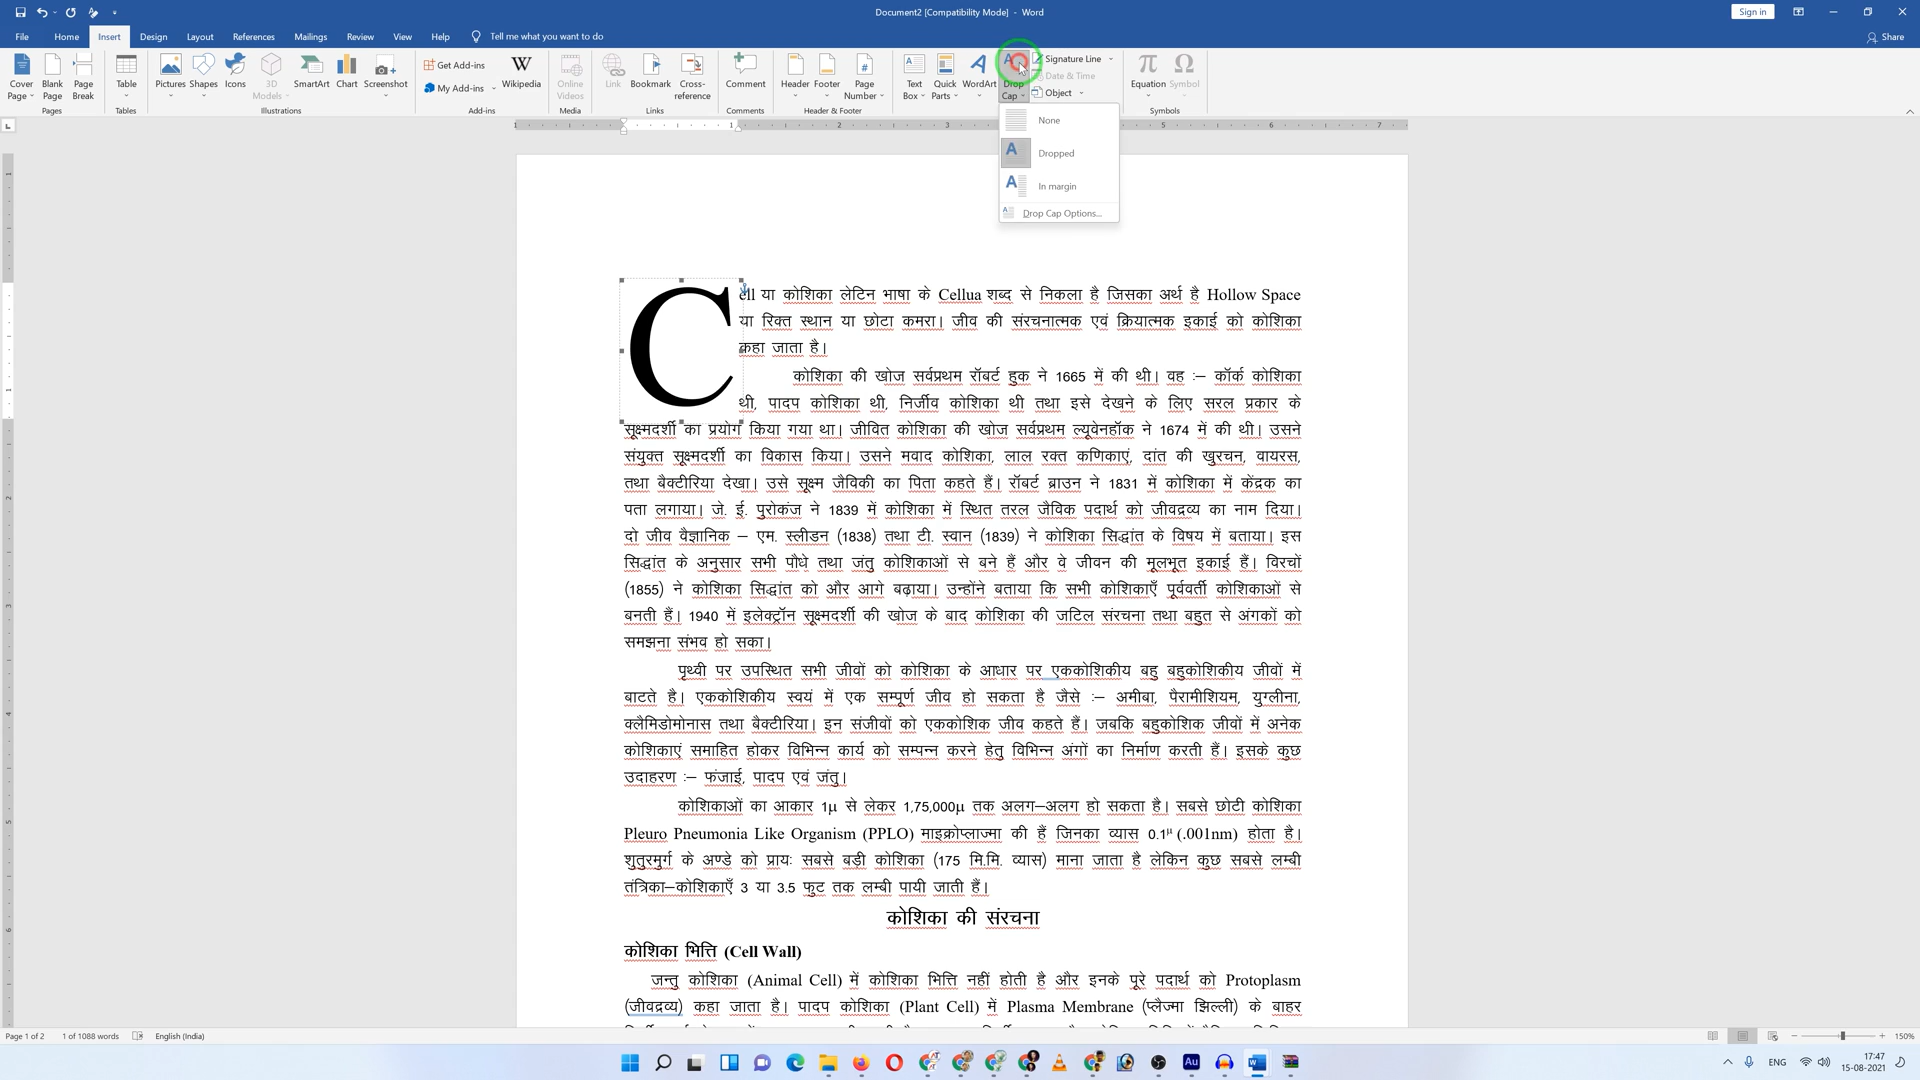 Document2 [Compatibility Mode] - Word
Sign in
File Home Insert Design Layout References Mailings Review View Help Tell me what you want to do
Share
Cover Page
Blank Page
Page Break
Table
Pictures
Shapes
Icons
3D Models
SmartArt
Chart
Screenshot
Get Add-ins
My Add-ins
Wikipedia
Online Video
Link
Bookmark
Cross-reference
Comment
Header
Footer
Page Number
Text Box
Quick Parts
WordArt
Drop Cap
Signature Line
Date & Time
Object
Equation
Symbol
Pages Tables Illustrations Add-ins Media Links Comments Header & Footer Symbols
None
Dropped
In margin
Drop Cap Options...
Cell या कोशिका लेटिन भाषा के Cellua शब्द से निकला है जिसका अर्थ है Hollow Space
या रिक्त स्थान या छोटा कमरा। जीव की संरचनात्मक एवं क्रियात्मक इकाई को कोशिका
कहा जाता है।
कोशिका की खोज सर्वप्रथम रॉबर्ट हुक ने 1665 में की थी। वह :– कॉर्क कोशिका
थी, पादप कोशिका थी, निर्जीव कोशिका थी तथा इसे देखने के लिए सरल प्रकार के
सूक्ष्मदर्शी का प्रयोग किया गया था। जीवित कोशिका की खोज सर्वप्रथम ल्यूवेनहॉक ने 1674 में की थी। उसने
संयुक्त सूक्ष्मदर्शी का विकास किया। उसने मवाद कोशिका, लाल रक्त कणिकाएं, दांत की खुरचन, वायरस,
तथा बैक्टीरिया देखा। उसे सूक्ष्म जैविकी का पिता कहते हैं। रॉबर्ट ब्राउन ने 1831 में कोशिका में केंद्रक का
पता लगाया। जे. ई. पुरोकंज ने 1839 में कोशिका में स्थित तरल जैविक पदार्थ को जीवद्रव्य का नाम दिया।
दो जीव वैज्ञानिक – एम. स्लीडन (1838) तथा टी. स्वान (1839) ने कोशिका सिद्धांत के विषय में बताया। इस
सिद्धांत के अनुसार सभी पौधे तथा जंतु कोशिकाओं से बने हैं और वे जीवन की मूलभूत इकाई हैं। विरचों
(1855) ने कोशिका सिद्धांत को और आगे बढ़ाया। उन्होंने बताया कि सभी कोशिकाएँ पूर्ववर्ती कोशिकाओं से
बनती हैं। 1940 में इलेक्ट्रॉन सूक्ष्मदर्शी की खोज के बाद कोशिका की जटिल संरचना तथा बहुत से अंगकों को
समझना संभव हो सका।
पृथ्वी पर उपस्थित सभी जीवों को कोशिका के आधार पर एककोशिकीय बहु बहुकोशिकीय जीवों में
बाटते है। एककोशिकीय स्वयं में एक सम्पूर्ण जीव हो सकता है जैसे :– अमीबा, पैरामीशियम, युग्लीना,
क्लैमिडोमोनास तथा बैक्टीरिया। इन संजीवों को एककोशिक जीव कहते हैं। जबकि बहुकोशिक जीवों में अनेक
कोशिकाएं समाहित होकर विभिन्न कार्य को सम्पन्न करने हेतु विभिन्न अंगों का निर्माण करती हैं। इसके कुछ
उदाहरण :– फंजाई, पादप एवं जंतु।
कोशिकाओं का आकार 1μ से लेकर 1,75,000μ तक अलग–अलग हो सकता है। सबसे छोटी कोशिका
Pleuro Pneumonia Like Organism (PPLO) माइक्रोप्लाज्मा की हैं जिनका व्यास 0.1μ (.001nm) होता है।
शुतुरमुर्ग के अण्डे को प्रायः सबसे बड़ी कोशिका (175 मि.मि. व्यास) माना जाता है लेकिन कुछ सबसे लम्बी
तंत्रिका–कोशिकाएँ 3 या 3.5 फुट तक लम्बी पायी जाती हैं।
कोशिका की संरचना
कोशिका भित्ति (Cell Wall)
जन्तु कोशिका (Animal Cell) में कोशिका भित्ति नहीं होती है और इनके पूरे पदार्थ को Protoplasm
(जीवद्रव्य) कहा जाता है। पादप कोशिका (Plant Cell) में Plasma Membrane (प्लैज्मा झिल्ली) के बाहर
Page 1 of 2 1 of 1088 words English (India) 150%
ENG 17:47
15-08-2021